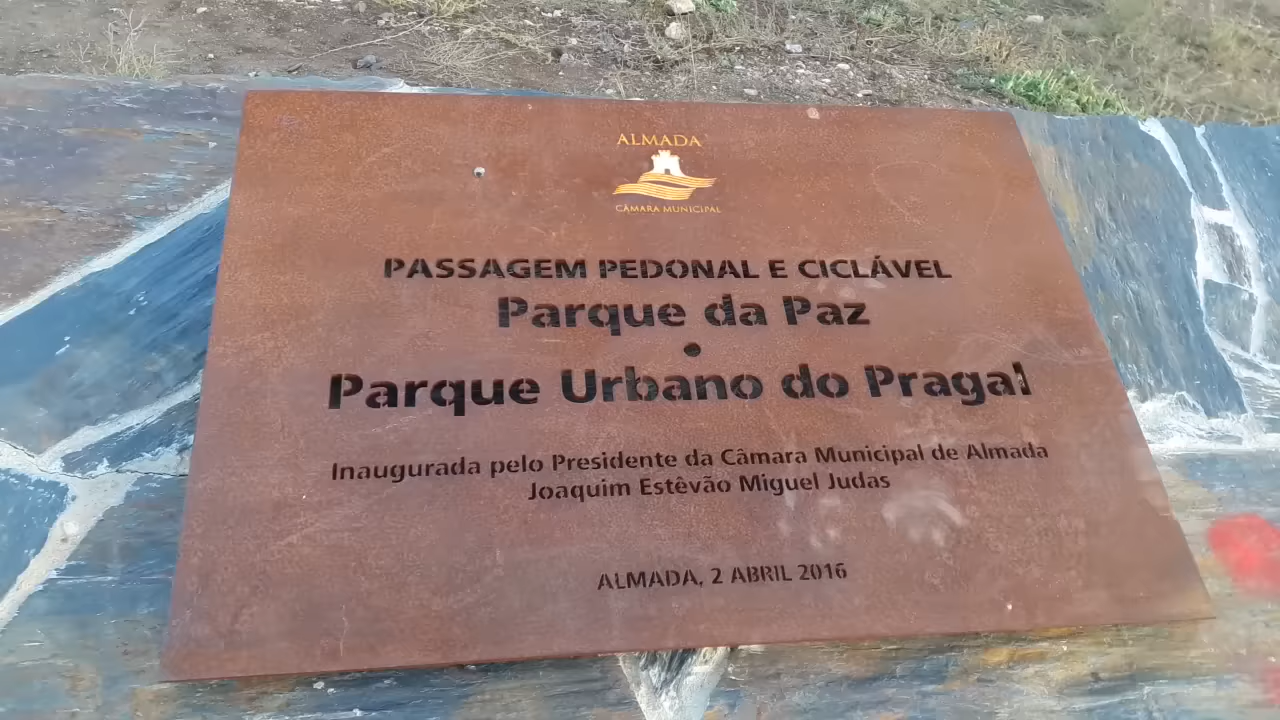 ALMADA
CÂMARA MUNICIPAL
PASSAGEM PEDONAL E CICLÁVEL
Parque da Paz
•
Parque Urbano do Pragal
Inaugurada pelo Presidente da Câmara Municipal de Almada
Joaquim Estêvão Miguel Judas
ALMADA, 2 ABRIL 2016